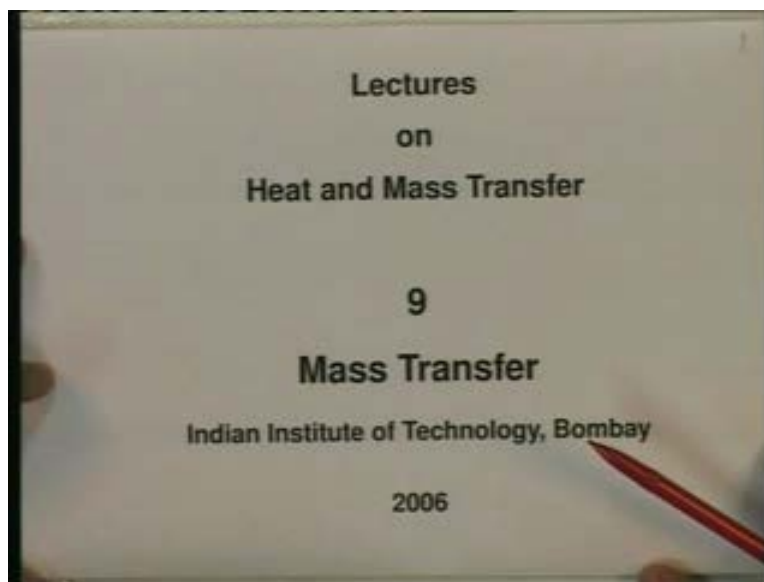 Lectures
on
Heat and Mass Transfer
9
Mass Transfer
Indian Institute of Technology, Bombay
2006